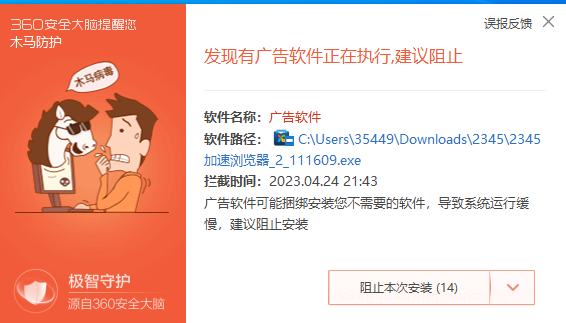 360安全大脑提醒您
木马防护
误报反馈
发现有广告软件正在执行,建议阻止
木马病毒
软件名称：广告软件
软件路径： C:\Users\35449\Downloads\2345\2345
加速浏览器_2_111609.exe
拦截时间：2023.04.24 21:43
广告软件可能捆绑安装您不需要的软件，导致系统运行缓
慢，建议阻止安装
极智守护
源自360安全大脑
阻止本次安装 (14)